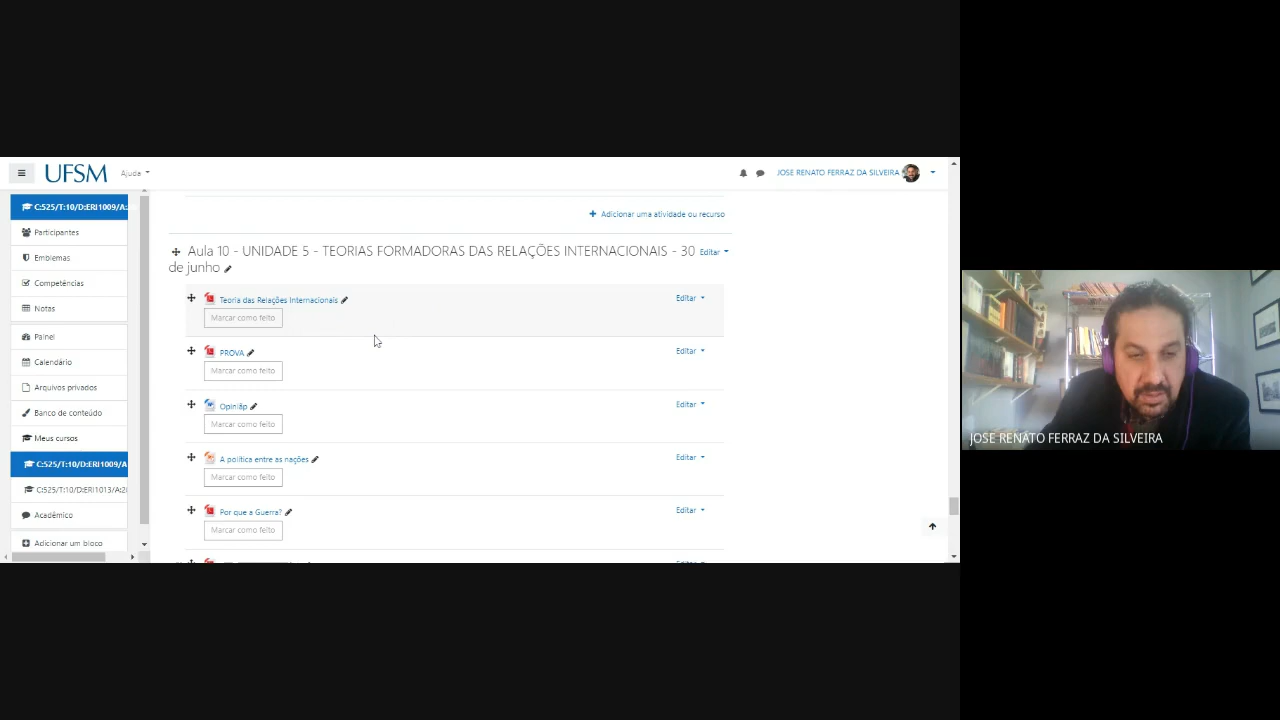 UFSM Ajuda JOSE RENATO FERRAZ DA SILVEIRA
C:525/T:10/D:ERI1009/A:
Participantes
Emblemas
Competências
Notas
Painel
Calendário
Arquivos privados
Banco de conteúdo
Meus cursos
C:525/T:10/D:ERI1009/A
C:525/T:10/D:ERI1013/A:2
Acadêmico
Adicionar um bloco
Adicionar uma atividade ou recurso
Aula 10 - UNIDADE 5 - TEORIAS FORMADORAS DAS RELAÇÕES INTERNACIONAIS - 30 Editar
de junho
Teoria das Relações Internacionais Editar
Marcar como feito
PROVA Editar
Marcar como feito
Opiniãp Editar
Marcar como feito
A política entre as nações Editar
Marcar como feito
Por que a Guerra? Editar
Marcar como feito
JOSE RENATO FERRAZ DA SILVEIRA